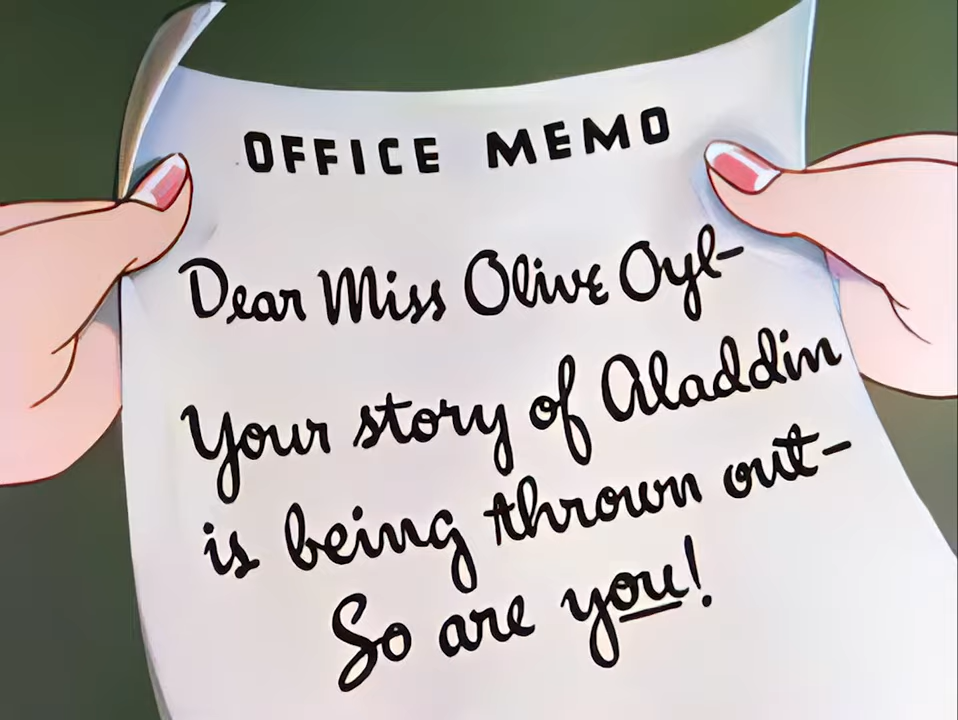 OFFICE MEMO
Dear Miss Olive Oyl-
Your story of Aladdin
is being thrown out-
So are you!